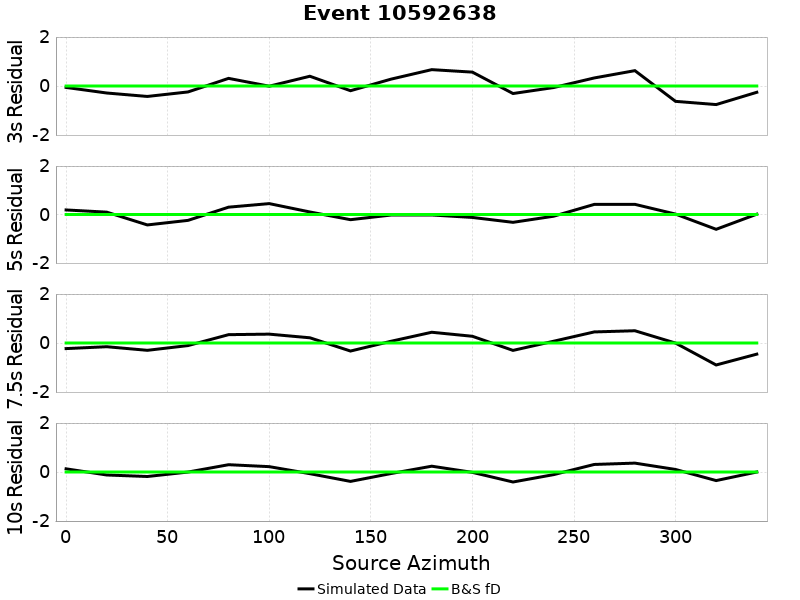 Event 10592638
3s Residual
2
0
-2
5s Residual
2
0
-2
7.5s Residual
2
0
-2
10s Residual
2
0
-2
0 50 100 150 200 250 300
Source Azimuth
Simulated Data B&S fD